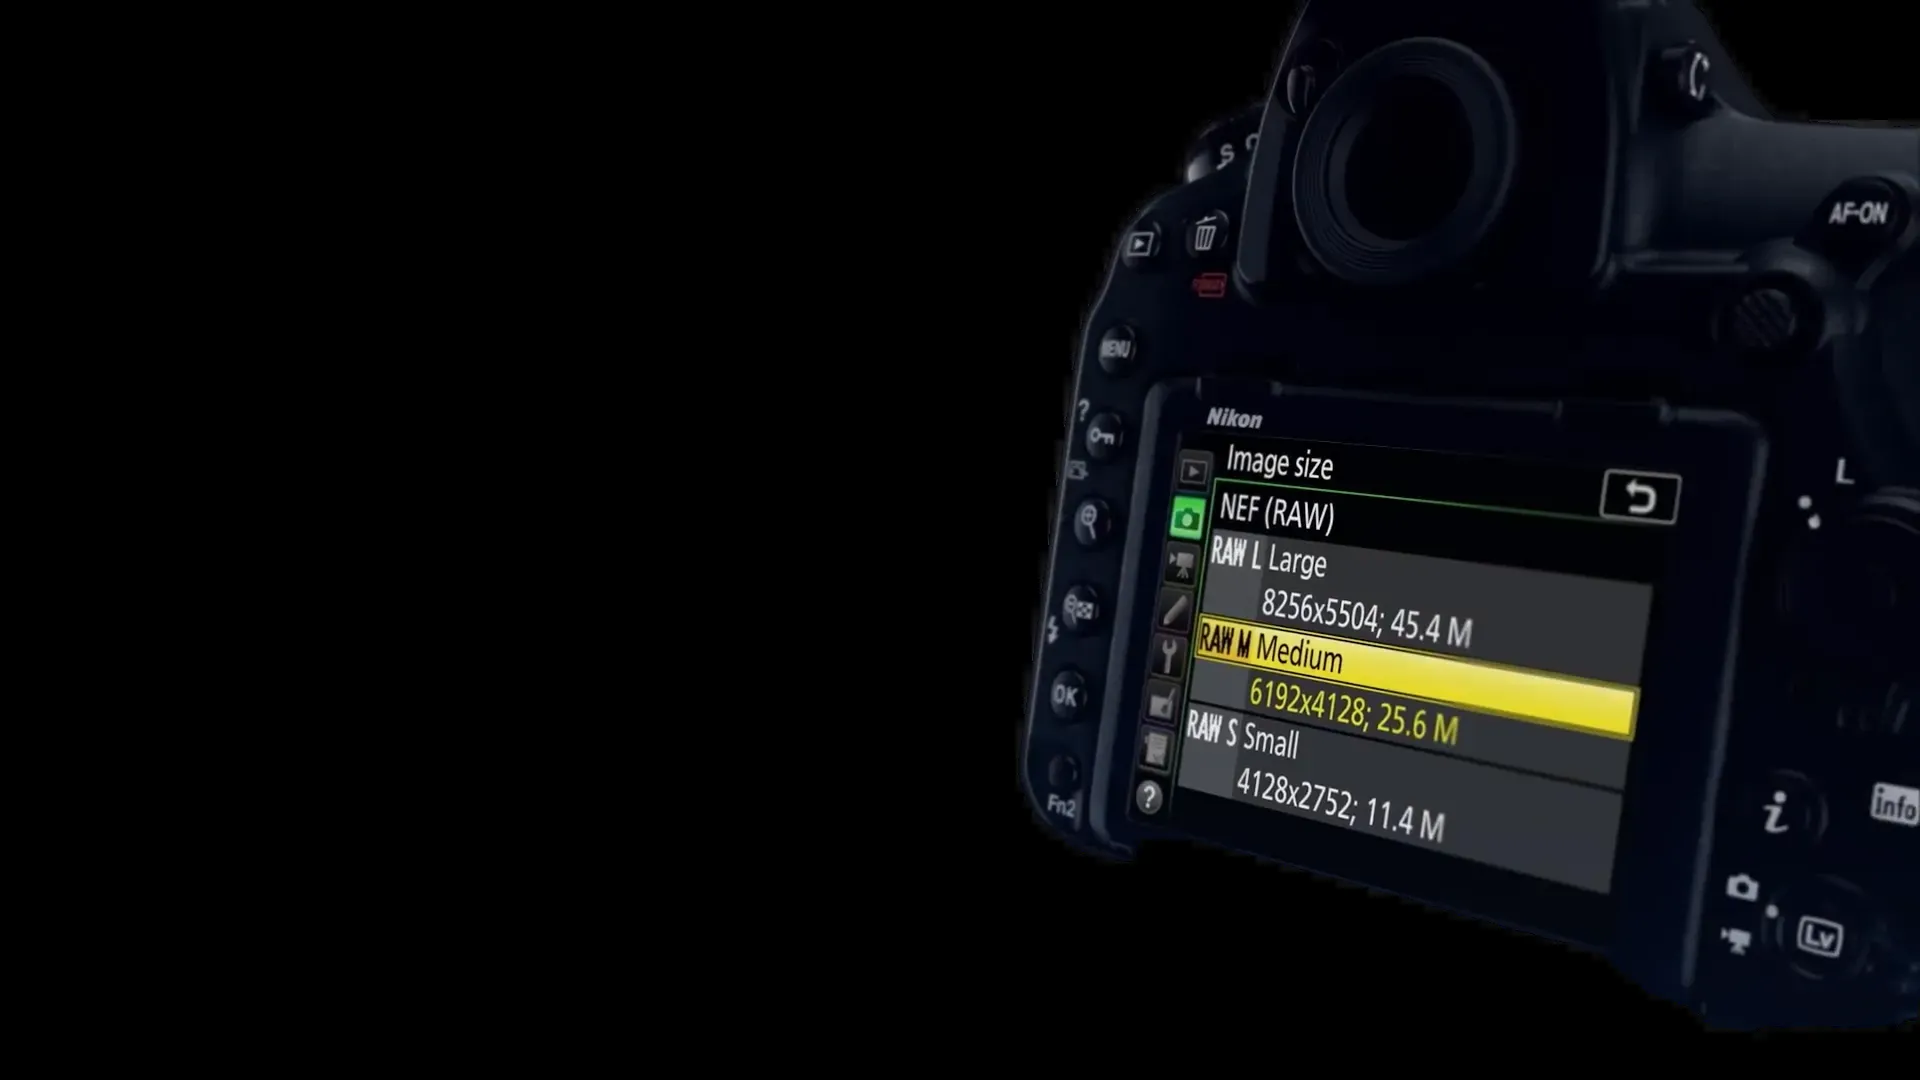 C
S
AF-ON
MENU
?
Nikon
L
Image size
NEF (RAW)
RAW L Large
8256x5504; 45.4 M
RAW M Medium
6192x4128; 25.6 M
RAW S Small
4128x2752; 11.4 M
OK
?
Fn2
i
info
Lv